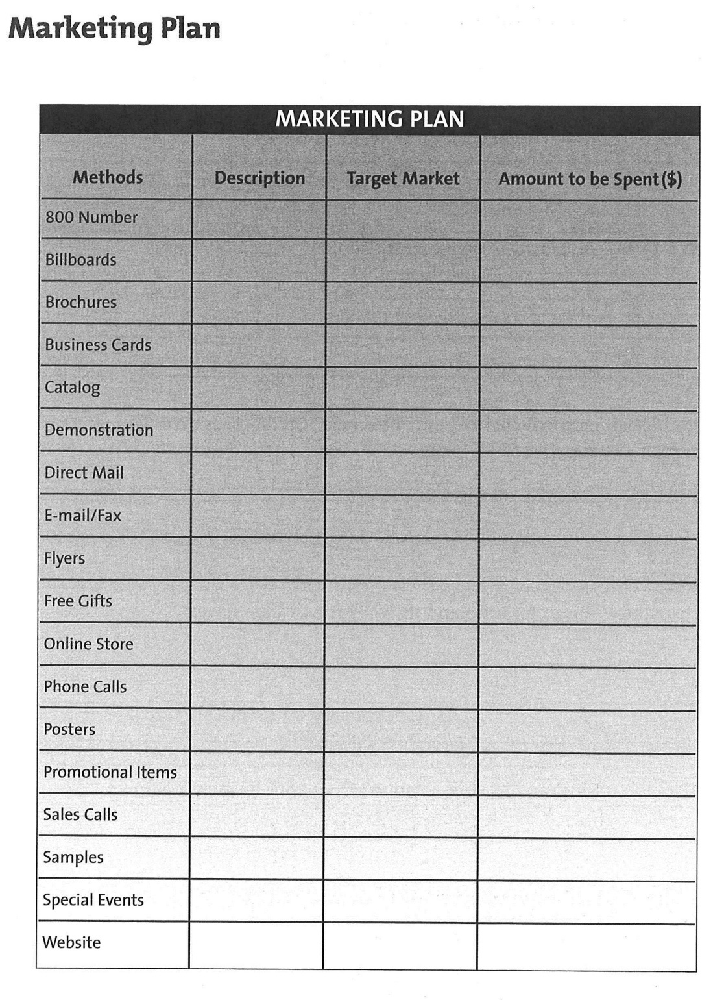 Marketing Plan
MARKETING PLAN
Methods Description Target Market Amount to be Spent ($)
800 Number
Billboards
Brochures
Business Cards
Catalog
Demonstration
Direct Mail
E-mail/Fax
Flyers
Free Gifts
Online Store
Phone Calls
Posters
Promotional Items
Sales Calls
Samples
Special Events
Website